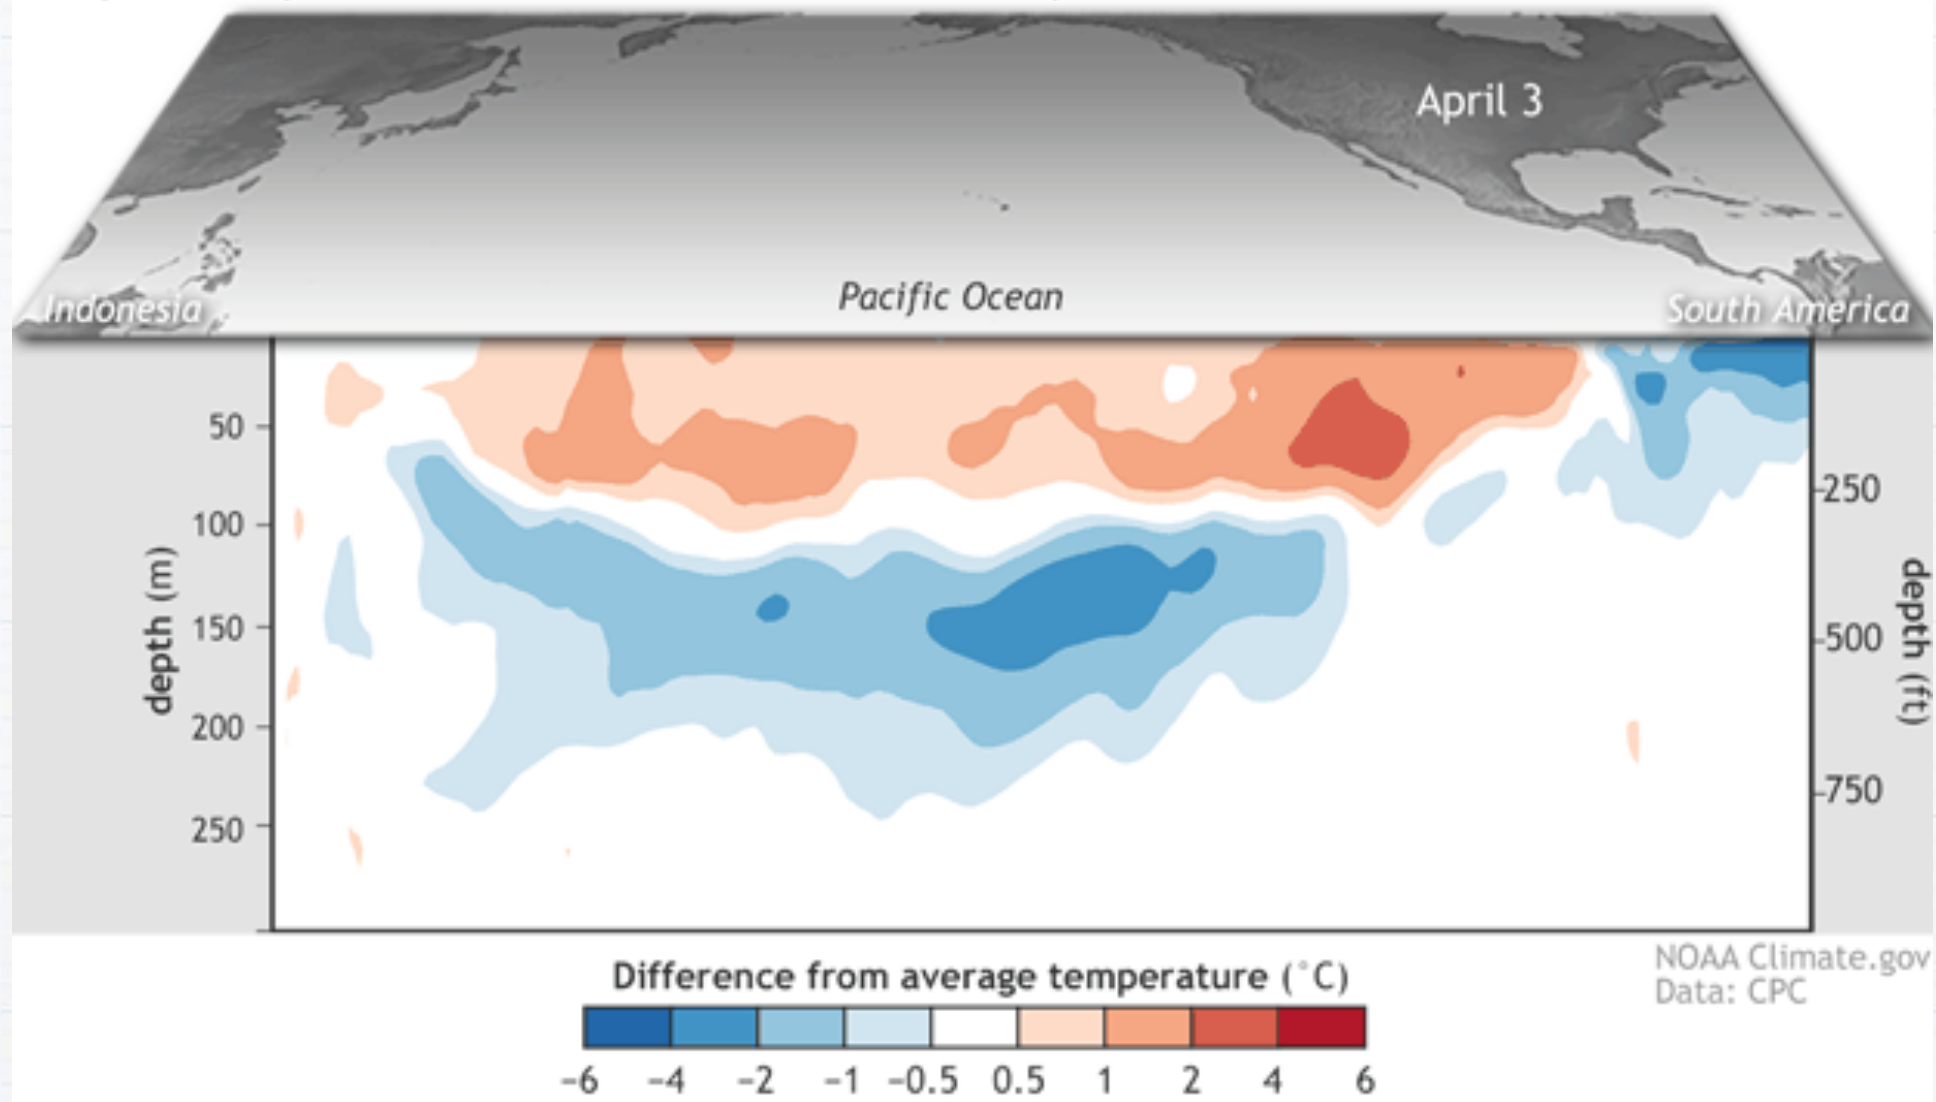 April 3
Pacific Ocean
Indonesia
South America
50
100
150
200
250
depth (m)
250
500
750
depth (ft)
NOAA Climate.gov
Data: CPC
Difference from average temperature (°C)
−6 −4 −2 −1 −0.5 0.5 1 2 4 6